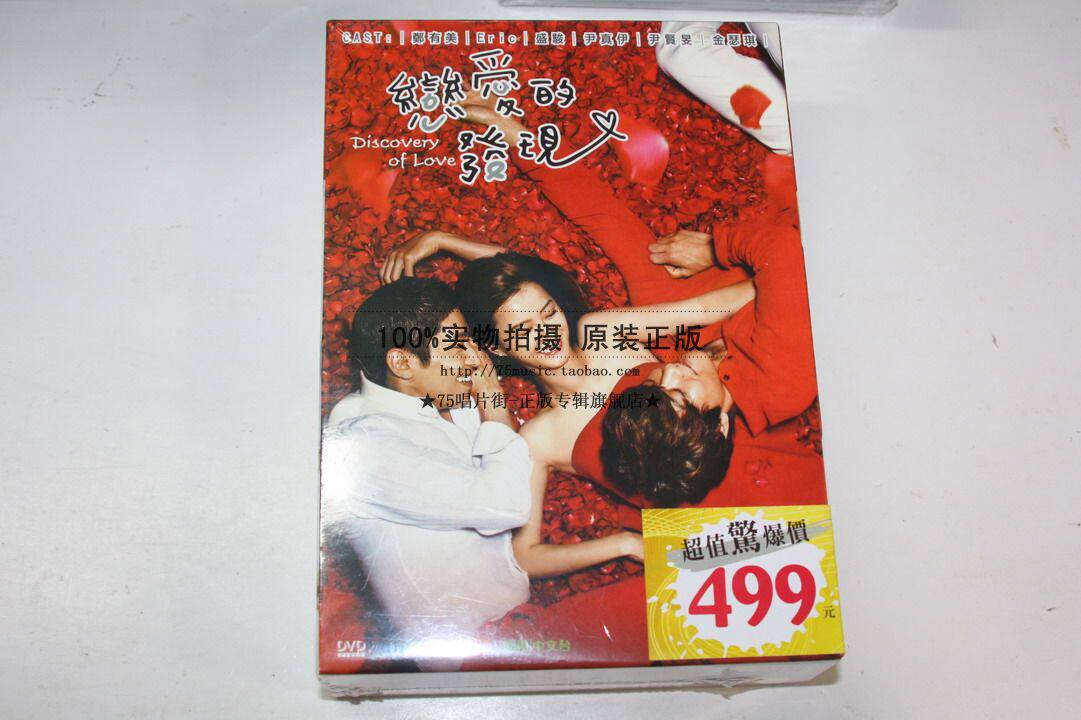 CAST:|鄭有美|Eric|盛駿|尹真伊|尹賢旻|金瑟琪|
戀愛的
發現
Discovery
of Love
100%实物拍摄 原装正版
http://75music.taobao.com
★75唱片街-正版专辑旗舰店★
超值驚爆價
499元
DVD
中文台